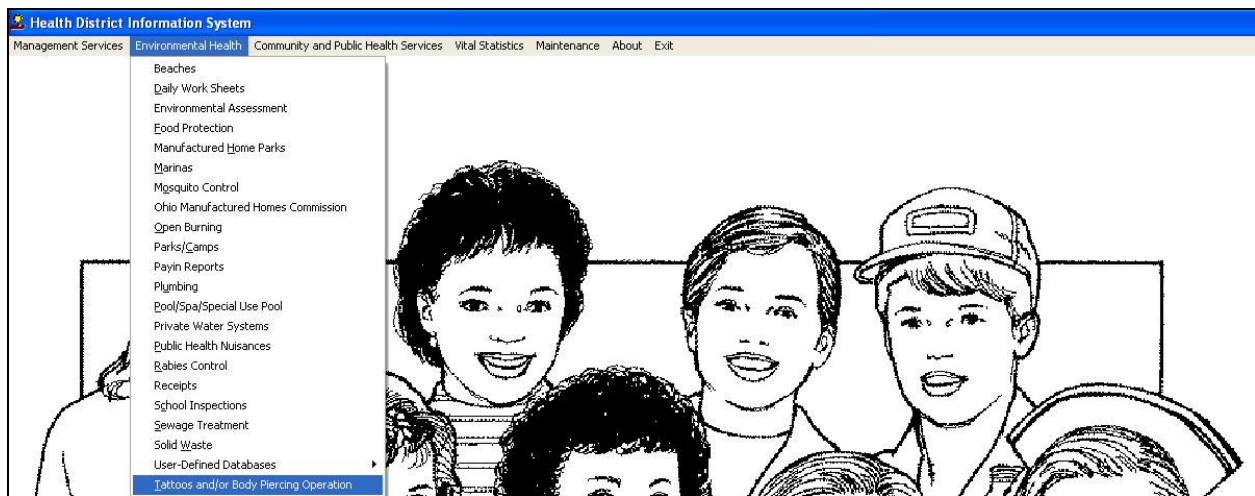 Health District Information System
Management Services Environmental Health Community and Public Health Services Vital Statistics Maintenance About Exit
Beaches
Daily Work Sheets
Environmental Assessment
Food Protection
Manufactured Home Parks
Marinas
Mosquito Control
Ohio Manufactured Homes Commission
Open Burning
Parks/Camps
Payin Reports
Plymbing
Pool/Spa/Special Use Pool
Private Water Systems
Public Health Nuisances
Rabies Control
Receipts
School Inspections
Sewage Treatment
Solid Waste
User-Defined Databases
Tattoos and/or Body Piercing Operation